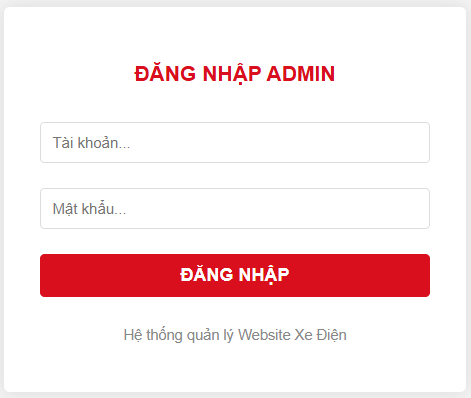 ĐĂNG NHẬP ADMIN
Tài khoản...
Mật khẩu...
ĐĂNG NHẬP
Hệ thống quản lý Website Xe Điện